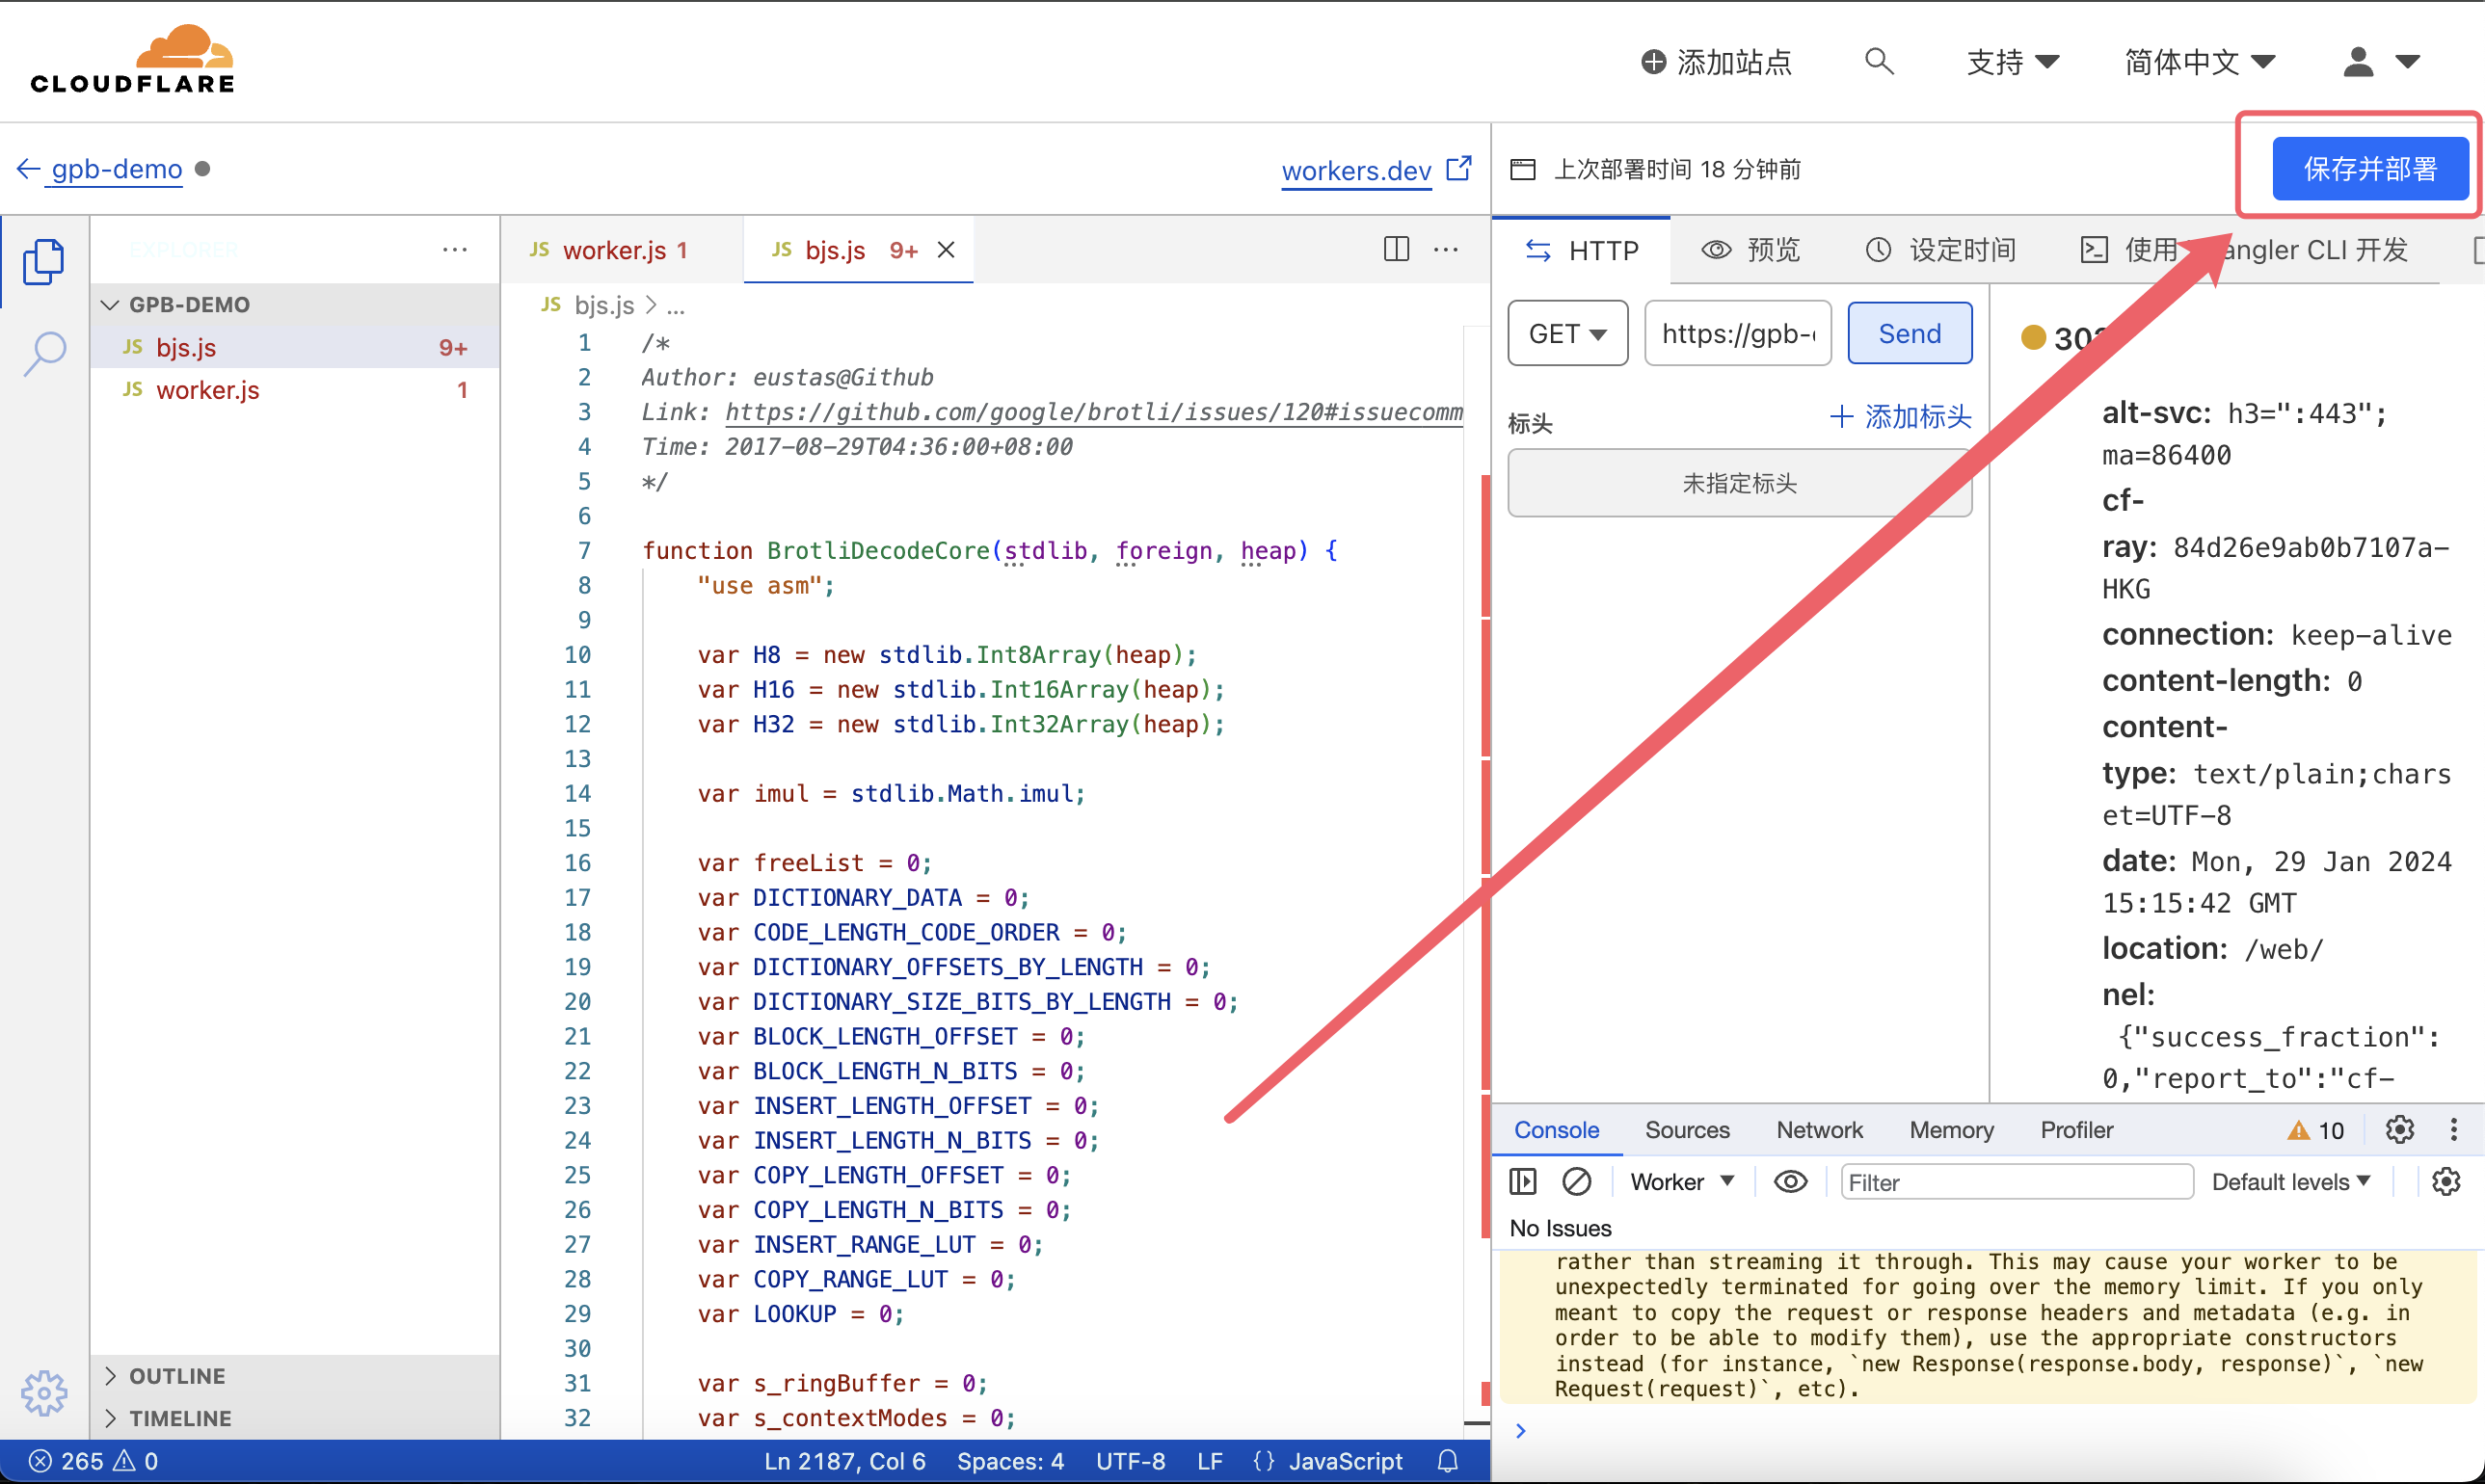 CLOUDFLARE
添加站点
支持
简体中文
gpb-demo
workers.dev
上次部署时间 18 分钟前
保存并部署
EXPLORER
GPB-DEMO
JS bjs.js 9+
JS worker.js 1
OUTLINE
TIMELINE
JS worker.js 1
JS bjs.js 9+
JS bjs.js > ...
1 /*
2 Author: eustas@Github
3 Link: https://github.com/google/brotli/issues/120#issuecomm
4 Time: 2017-08-29T04:36:00+08:00
5 */
6
7 function BrotliDecodeCore(stdlib, foreign, heap) {
8 "use asm";
9
10 var H8 = new stdlib.Int8Array(heap);
11 var H16 = new stdlib.Int16Array(heap);
12 var H32 = new stdlib.Int32Array(heap);
13
14 var imul = stdlib.Math.imul;
15
16 var freeList = 0;
17 var DICTIONARY_DATA = 0;
18 var CODE_LENGTH_CODE_ORDER = 0;
19 var DICTIONARY_OFFSETS_BY_LENGTH = 0;
20 var DICTIONARY_SIZE_BITS_BY_LENGTH = 0;
21 var BLOCK_LENGTH_OFFSET = 0;
22 var BLOCK_LENGTH_N_BITS = 0;
23 var INSERT_LENGTH_OFFSET = 0;
24 var INSERT_LENGTH_N_BITS = 0;
25 var COPY_LENGTH_OFFSET = 0;
26 var COPY_LENGTH_N_BITS = 0;
27 var INSERT_RANGE_LUT = 0;
28 var COPY_RANGE_LUT = 0;
29 var LOOKUP = 0;
30
31 var s_ringBuffer = 0;
32 var s_contextModes = 0;
HTTP
预览
设定时间
使用 angler CLI 开发
GET
https://gpb-
Send
标头
+ 添加标头
未指定标头
30
alt-svc: h3=":443";
ma=86400
cf-
ray: 84d26e9ab0b7107a-
HKG
connection: keep-alive
content-length: 0
content-
type: text/plain;chars
et=UTF-8
date: Mon, 29 Jan 2024
15:15:42 GMT
location: /web/
nel:
{"success_fraction":
0,"report_to":"cf-
Console
Sources
Network
Memory
Profiler
10
Worker
Filter
Default levels
No Issues
rather than streaming it through. This may cause your worker to be
unexpectedly terminated for going over the memory limit. If you only
meant to copy the request or response headers and metadata (e.g. in
order to be able to modify them), use the appropriate constructors
instead (for instance, `new Response(response.body, response)`, `new
Request(request)`, etc).
265 0
Ln 2187, Col 6
Spaces: 4
UTF-8
LF
{} JavaScript